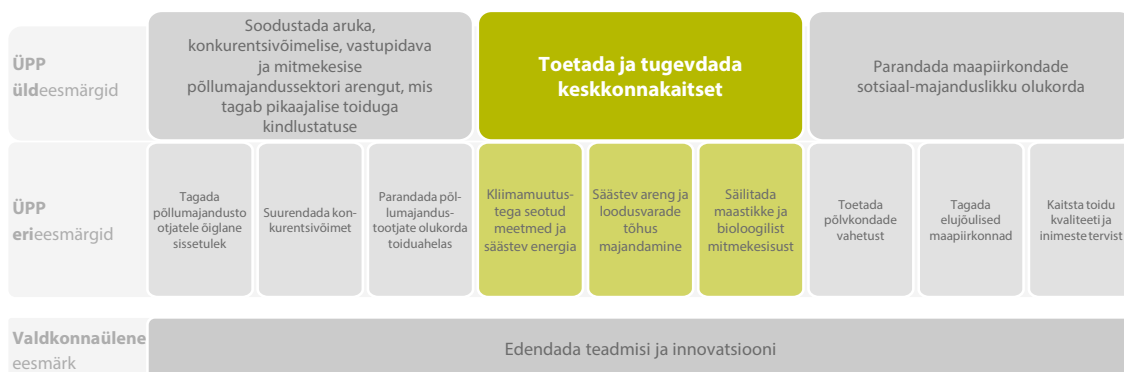 ÜPP
üldeesmärgid
Soodustada aruka,
konkurentsivõimelise, vastupidava
ja mitmekesise
põllumajandussektori arengut, mis
tagab pikaajalise toiduga
kindlustatuse
Toetada ja tugevdada
keskkonnakaitset
Parandada maapiirkondade
sotsiaal-majanduslikku olukorda
ÜPP
erieesmärgid
Tagada
põllumajandusto
otjatele õiglane
sissetulek
Suurendada kon-
kurentsivõimet
Parandada põl-
lumajandus-
tootjate olukorda
toiduahelas
Kliimamuutus-
tega seotud
meetmed ja
säästev energia
Säästev areng ja
loodusvarade
tõhus
majandamine
Säilitada
maastikke ja
bioloogilist
mitmekesisust
Toetada
põlvkondade
vahetust
Tagada
elujõulised
maapiirkonnad
Kaitsta toidu
kvaliteeti ja
inimeste tervist
Valdkonnaülene
eesmärk
Edendada teadmisi ja innovatsiooni